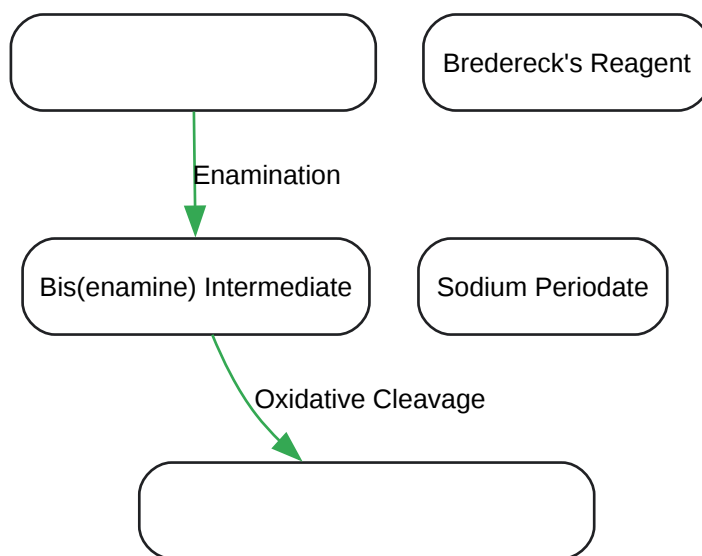 Bredereck's Reagent
Enamination
Bis(enamine) Intermediate
Sodium Periodate
Oxidative Cleavage